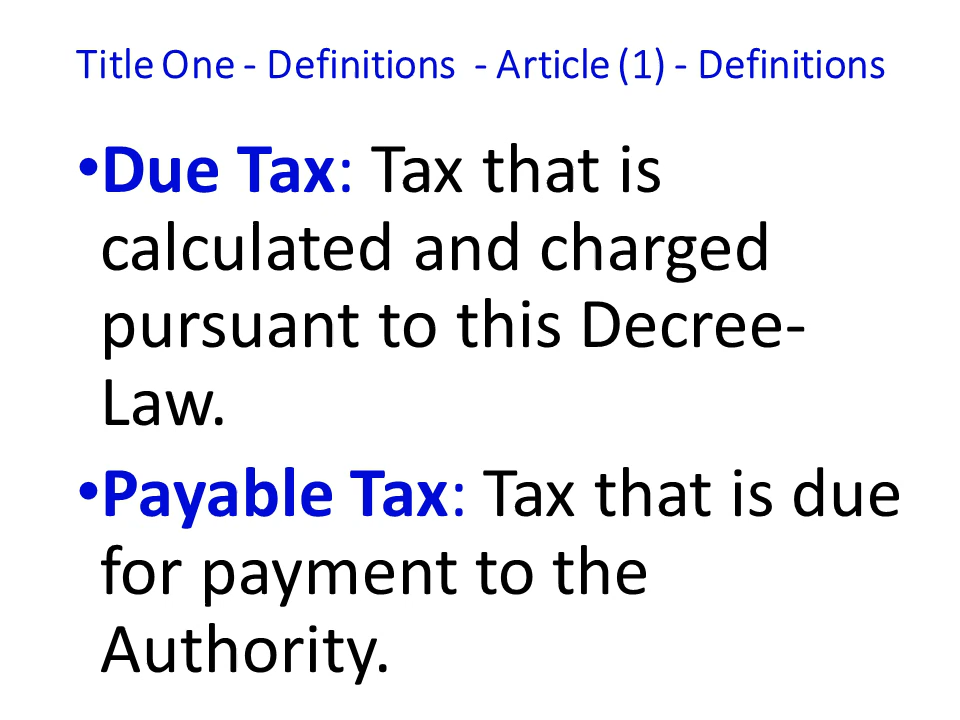 Title One - Definitions  - Article (1) - Definitions
•Due Tax: Tax that is
calculated and charged
pursuant to this Decree-
Law.
•Payable Tax: Tax that is due
for payment to the
Authority.